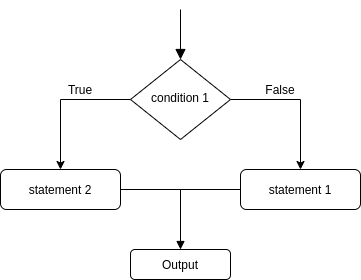 condition 1
True
False
statement 2
statement 1
Output